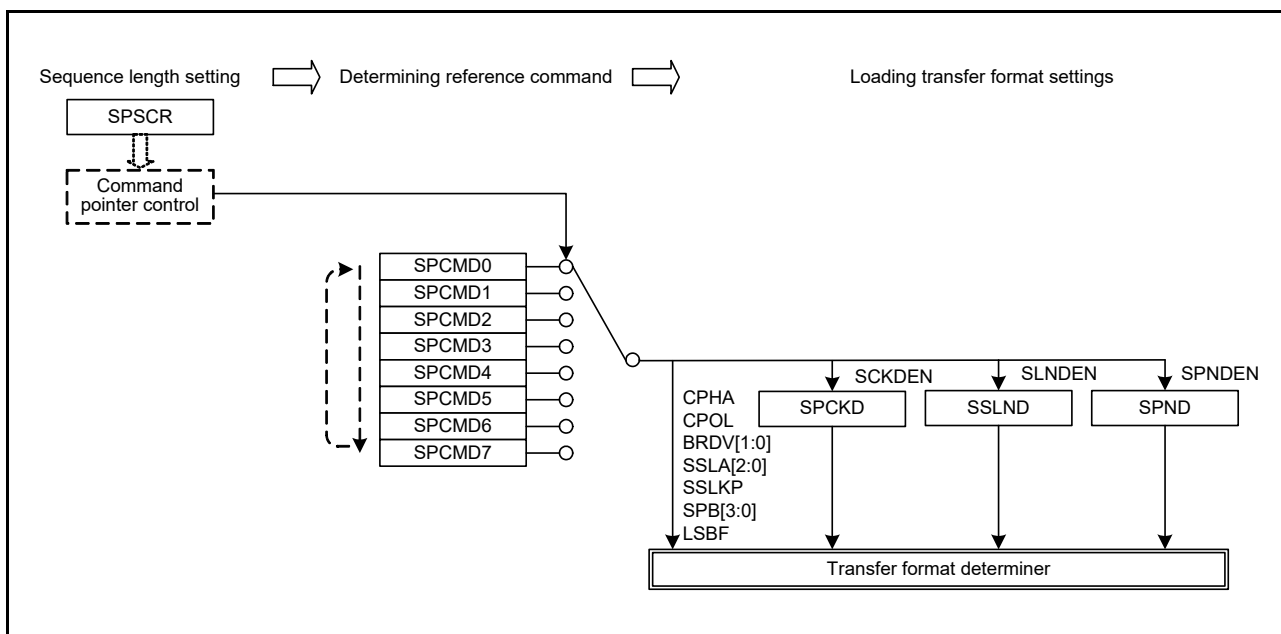 Sequence length setting
Determining reference command
Loading transfer format settings
SPSCR
Command
pointer control
SPCMD0
SPCMD1
SPCMD2
SPCMD3
SPCMD4
SPCMD5
SPCMD6
SPCMD7
CPHA
CPOL
BRDV[1:0]
SSLA[2:0]
SSLKP
SPB[3:0]
LSBF
SCKDEN
SPCKD
SLNDEN
SSLND
SPNDEN
SPND
Transfer format determiner